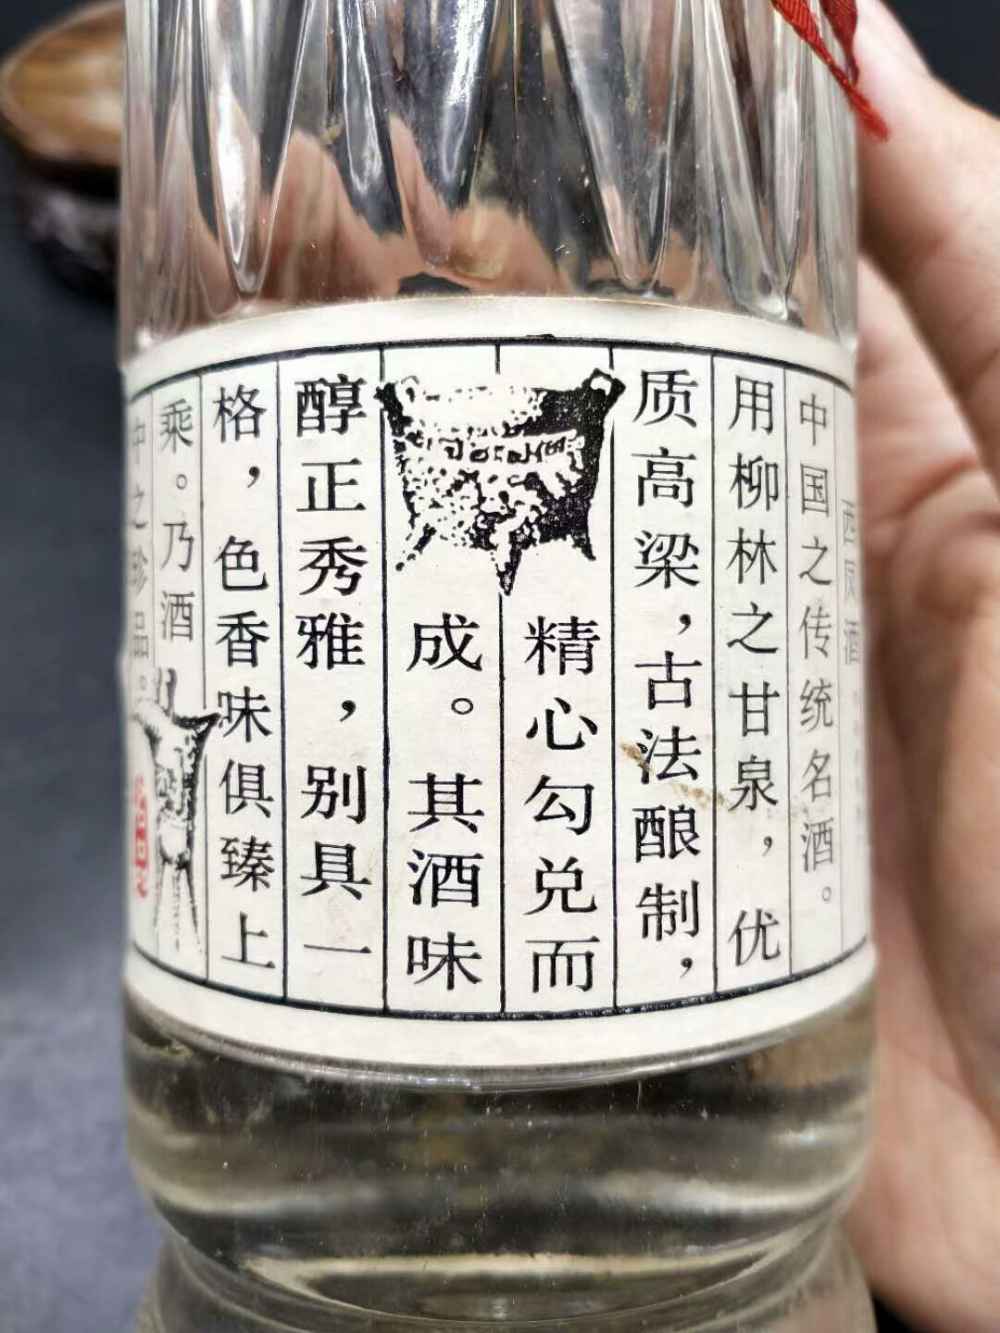 西凤酒
中国之传统名酒。
用柳林之甘泉，优
质高梁，古法酿制，
精心勾兑而
成。其酒味
醇正秀雅，别具一
格，色香味俱臻上
乘。乃酒
中之珍品。